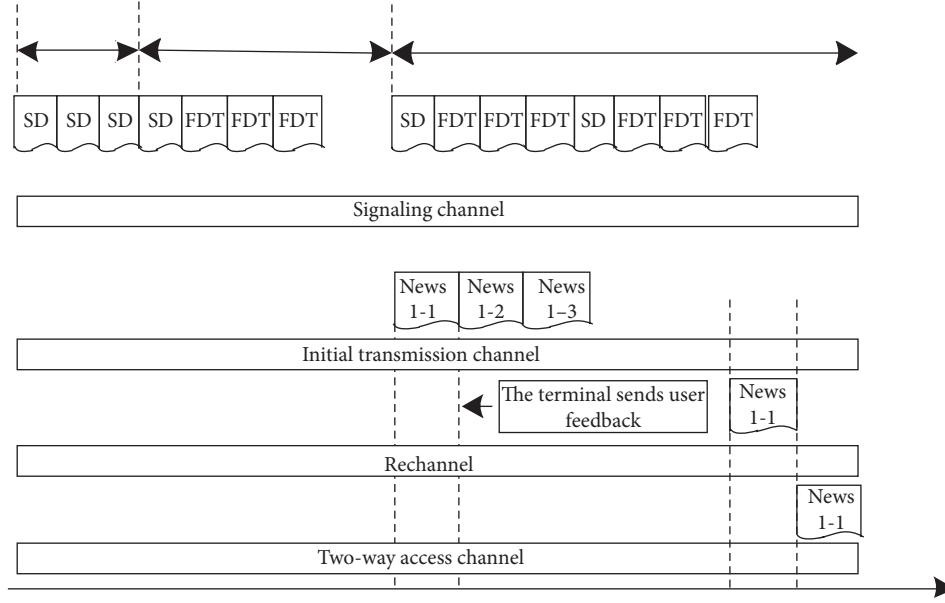 SD SD SD SD FDT FDT FDT SD FDT FDT FDT SD FDT FDT FDT
Signaling channel
News News News
1-1 1-2 1–3
Initial transmission channel
The terminal sends user
feedback
News
1-1
Rechannel
News
1-1
Two-way access channel